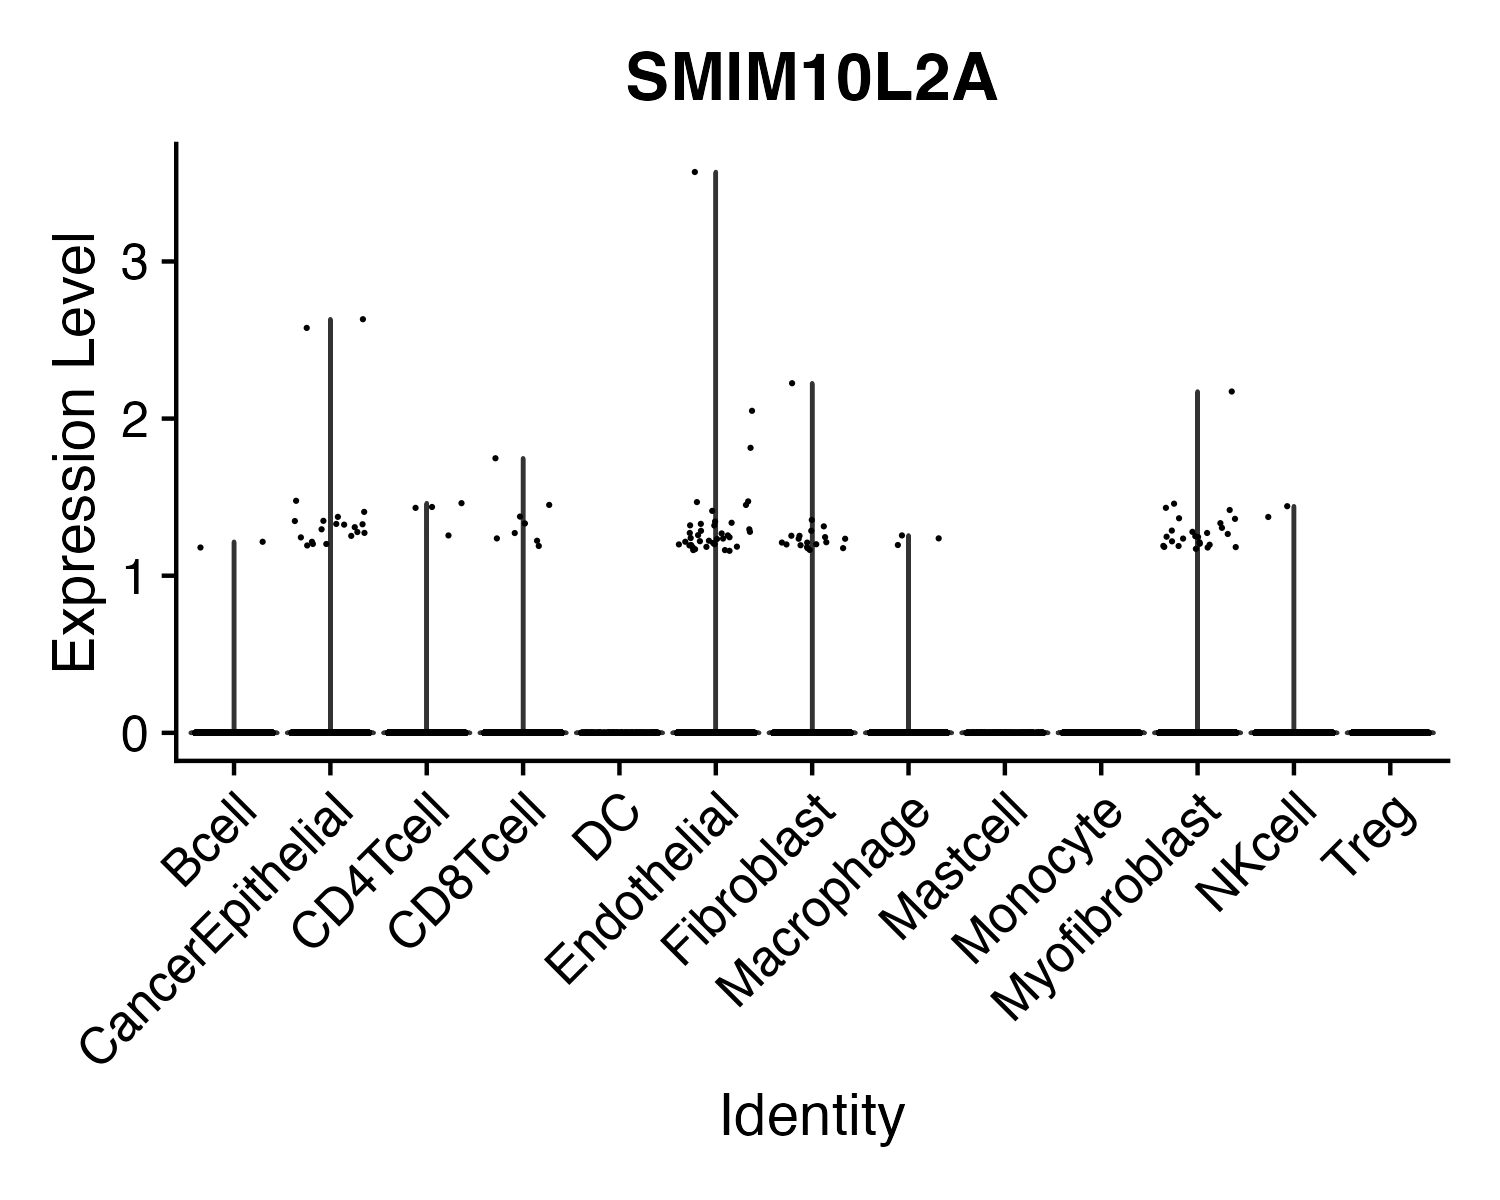 SMIM10L2A
Expression Level
3
2
1
0
Bcell
CancerEpithelial
CD4Tcell
CD8Tcell
DC
Endothelial
Fibroblast
Macrophage
Mastcell
Monocyte
Myofibroblast
NKcell
Treg
Identity